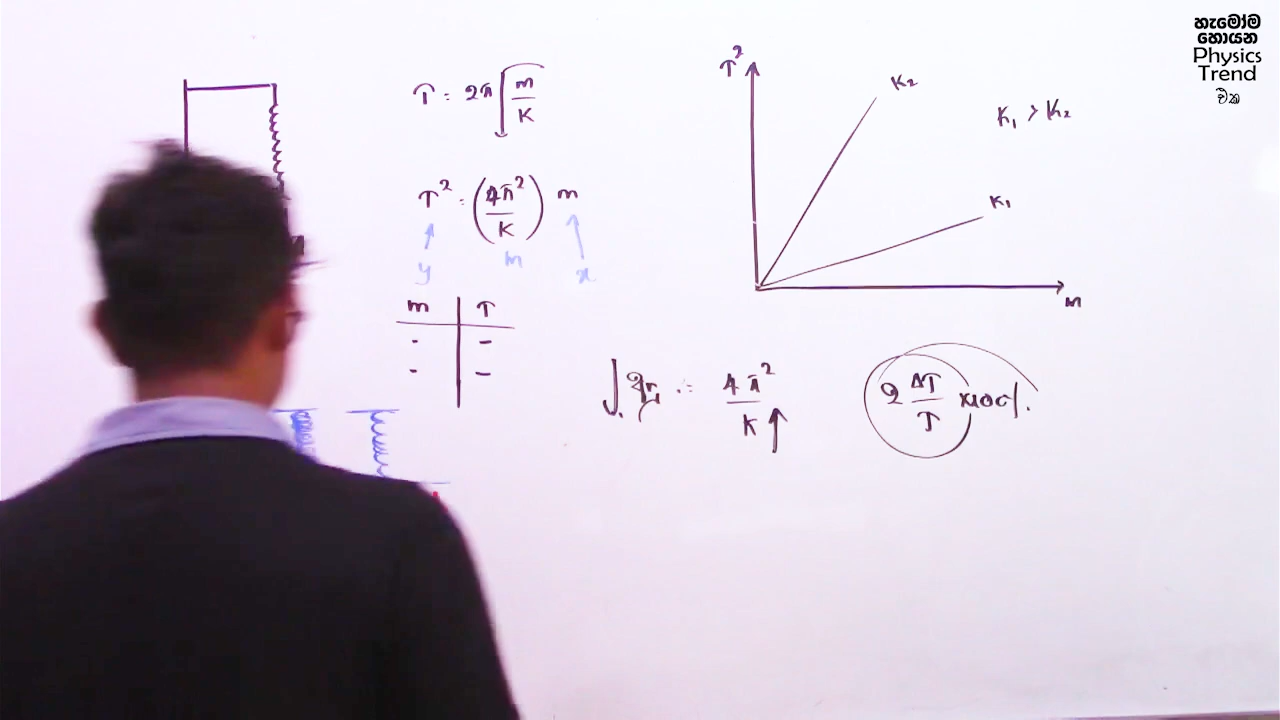 හැමෝම
හොයන
Physics
Trend
එක
T = 2π√(m/K)
T² = (4π²/K) m
y m x
m T
- -
- -
T²
K₂
K₁ > K₂
K₁
m
4π²/K ↑
2 ΔT/T ×100%